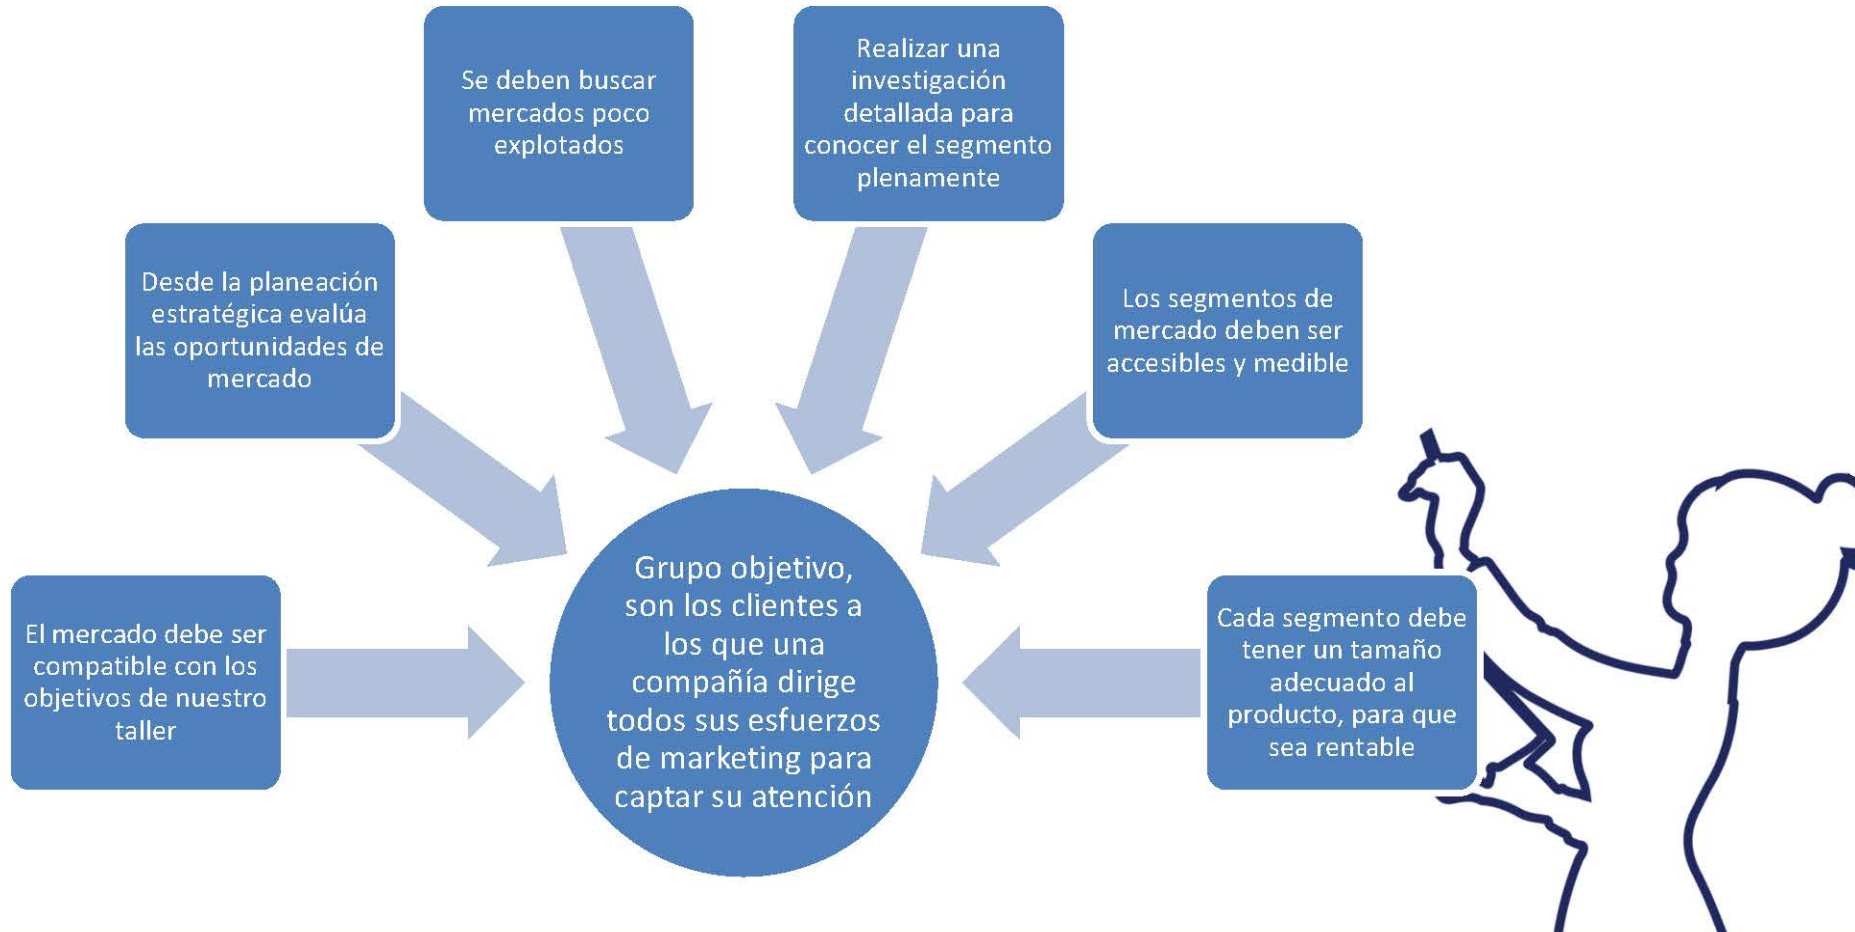 Se deben buscar
mercados poco
explotados
Realizar una
investigación
detallada para
conocer el segmento
plenamente
Desde la planeación
estratégica evalúa
las oportunidades de
mercado
Los segmentos de
mercado deben ser
accesibles y medible
El mercado debe ser
compatible con los
objetivos de nuestro
taller
Grupo objetivo,
son los clientes a
los que una
compañía dirige
todos sus esfuerzos
de marketing para
captar su atención
Cada segmento debe
tener un tamaño
adecuado al
producto, para que
sea rentable